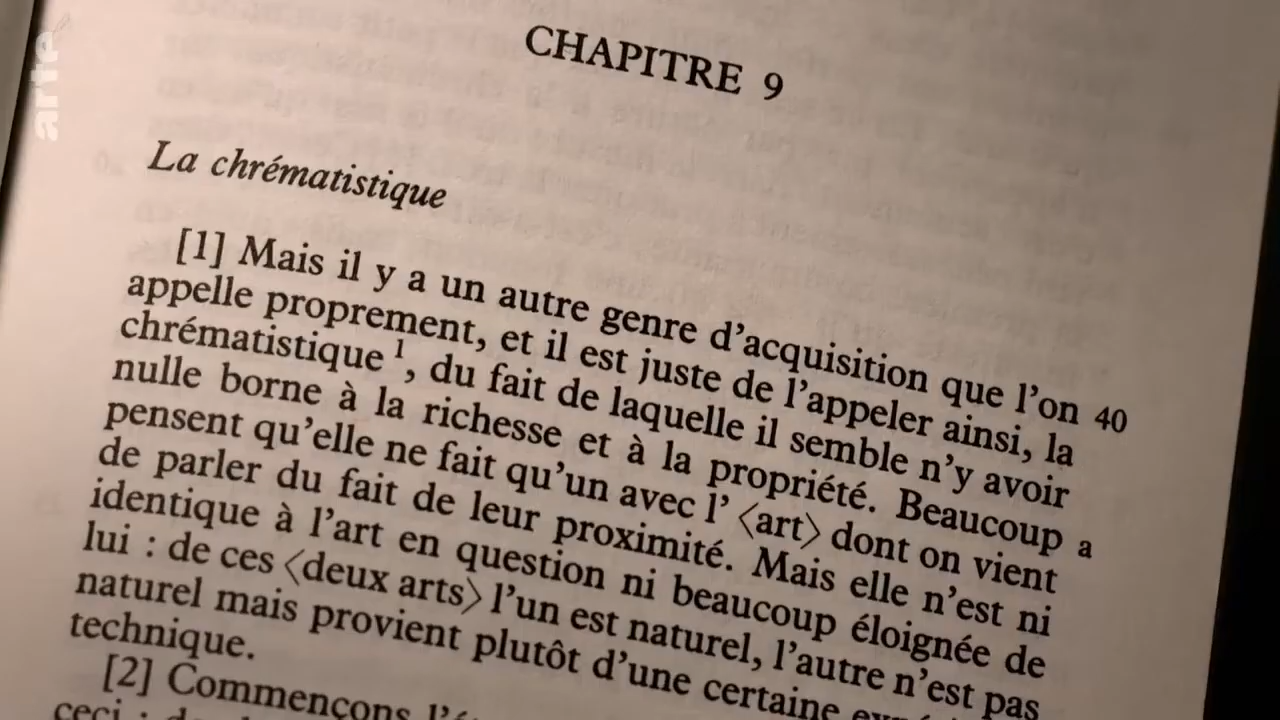 arte
CHAPITRE 9
La chrématistique
[1] Mais il y a un autre genre d'acquisition que l'on 40
appelle proprement, et il est juste de l'appeler ainsi, la
chrématistique 1, du fait de laquelle il semble n'y avoir
nulle borne à la richesse et à la propriété. Beaucoup a
pensent qu'elle ne fait qu'un avec l' 〈art〉 dont on vient
de parler du fait de leur proximité. Mais elle n'est ni
identique à l'art en question ni beaucoup éloignée de
lui : de ces 〈deux arts〉 l'un est naturel, l'autre n'est pas
naturel mais provient plutôt d'une certaine
technique.
[2] Commençons
ceci :